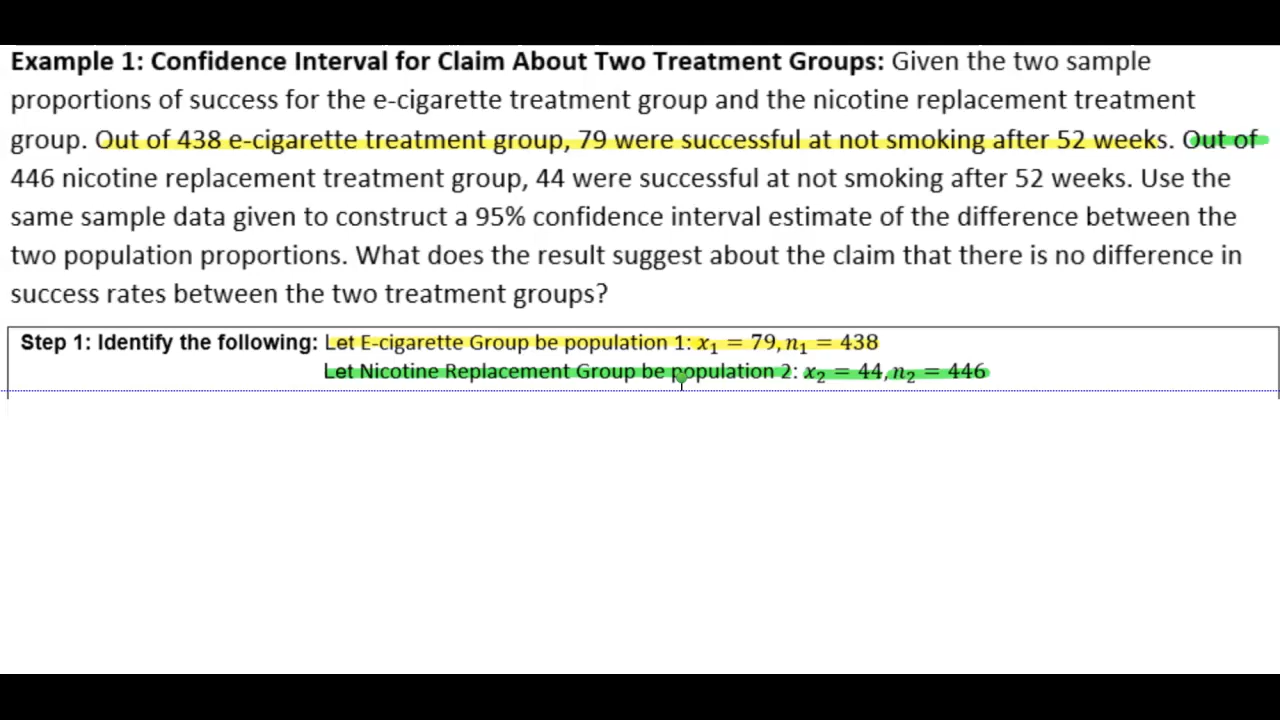 Example 1: Confidence Interval for Claim About Two Treatment Groups: Given the two sample
proportions of success for the e-cigarette treatment group and the nicotine replacement treatment
group. Out of 438 e-cigarette treatment group, 79 were successful at not smoking after 52 weeks. Out of
446 nicotine replacement treatment group, 44 were successful at not smoking after 52 weeks. Use the
same sample data given to construct a 95% confidence interval estimate of the difference between the
two population proportions. What does the result suggest about the claim that there is no difference in
success rates between the two treatment groups?
Step 1: Identify the following: Let E-cigarette Group be population 1: x₁ = 79, n₁ = 438
Let Nicotine Replacement Group be population 2: x₂ = 44, n₂ = 446